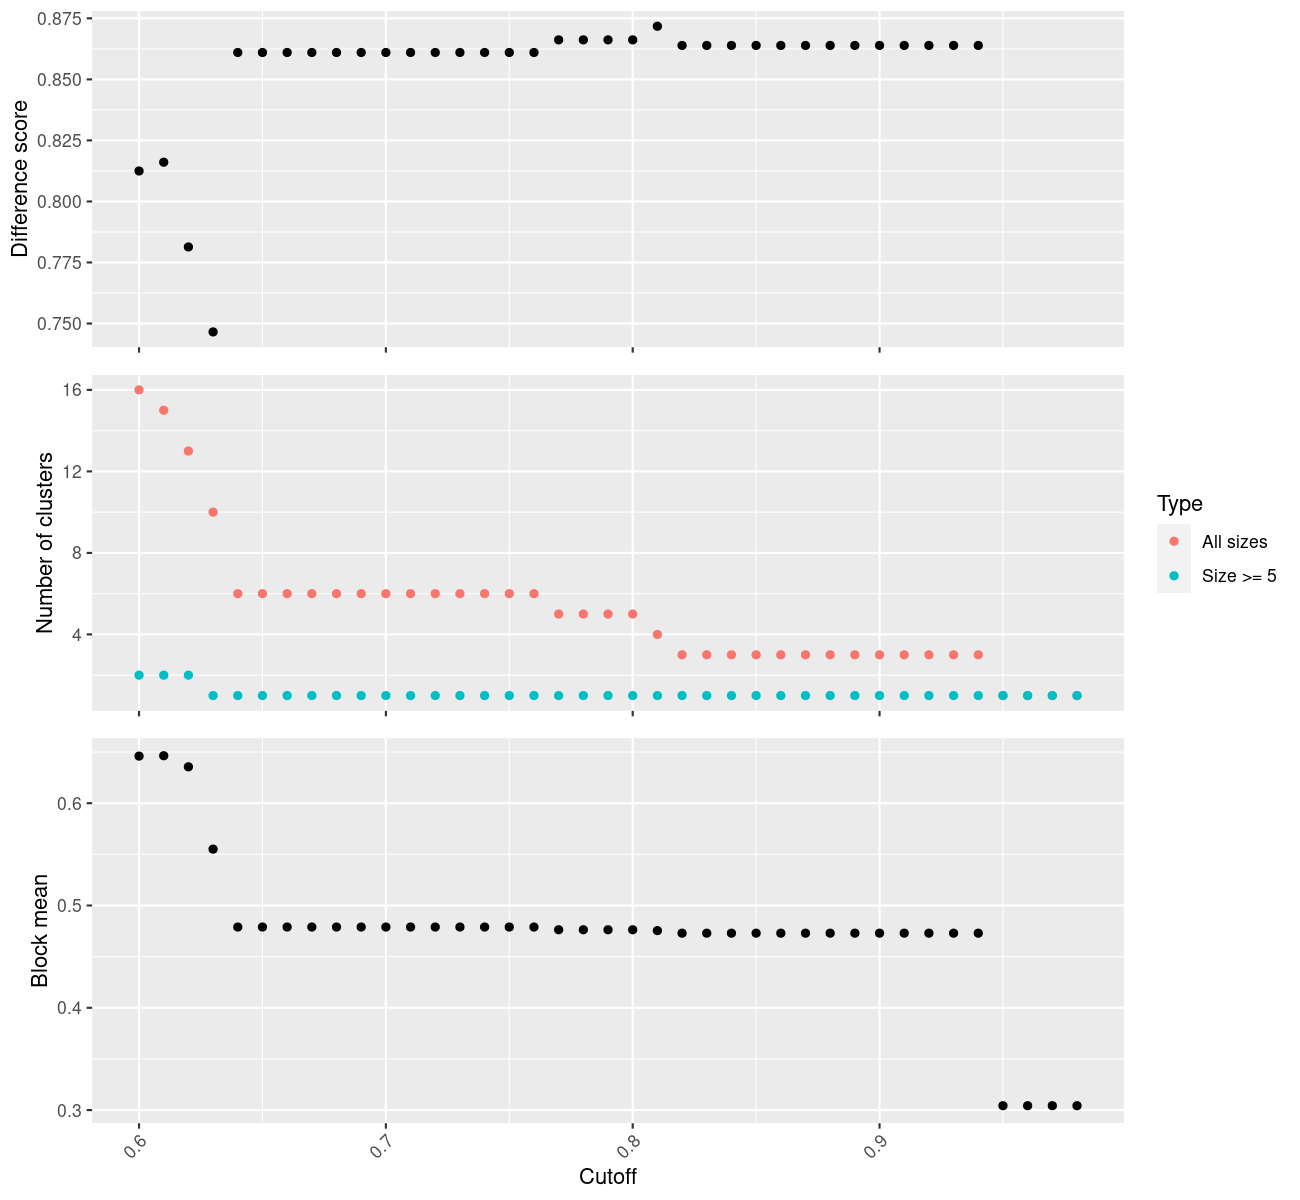 Difference score
0.875
0.850
0.825
0.800
0.775
0.750
Number of clusters
16
12
8
4
Type
All sizes
Size >= 5
Block mean
0.6
0.5
0.4
0.3
0.6 0.7 0.8 0.9
Cutoff